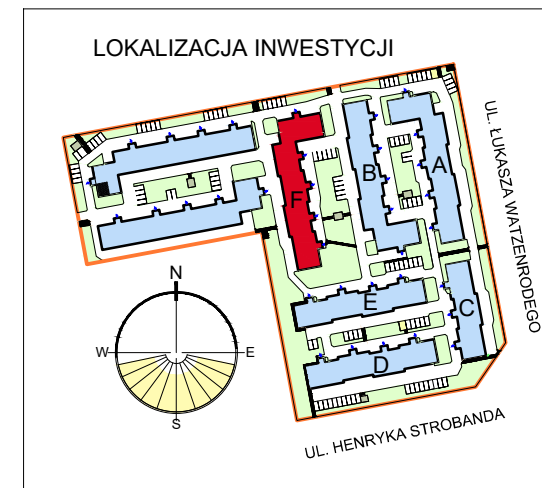 LOKALIZACJA INWESTYCJI
UL. ŁUKASZA WATZENRODEGO
A
B
F
E
C
D
N
W
E
S
UL. HENRYKA STROBANDA